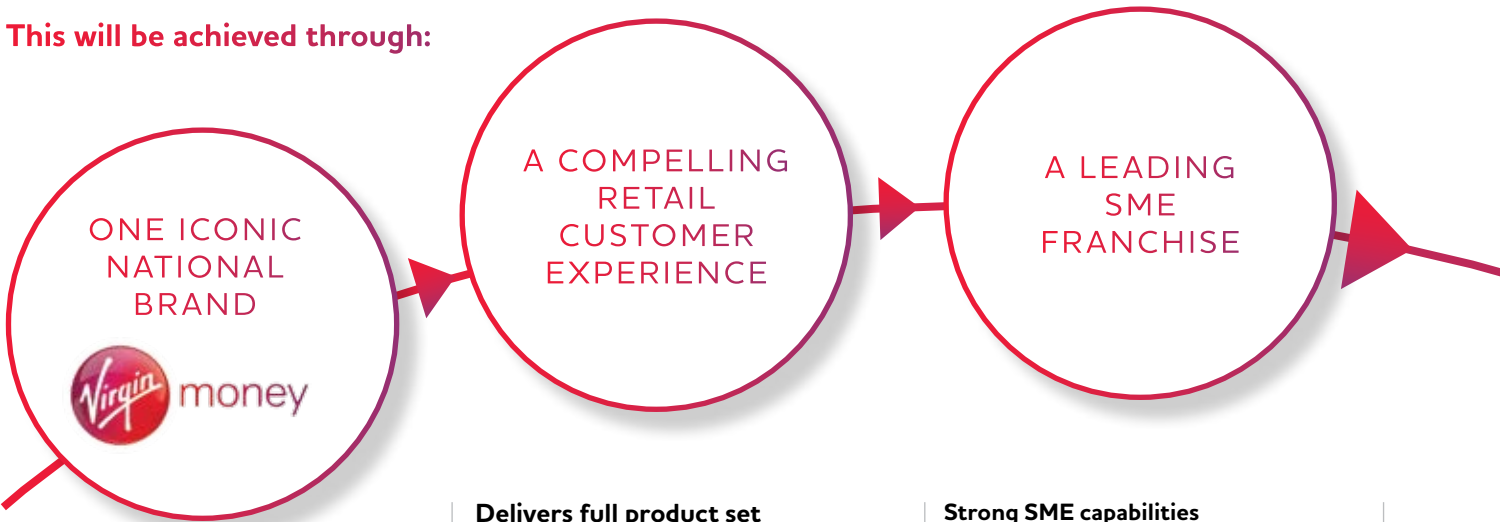 This will be achieved through:
ONE ICONIC
NATIONAL
BRAND
Virgin money
A COMPELLING
RETAIL
CUSTOMER
EXPERIENCE
A LEADING
SME
FRANCHISE
Delivers full product set
Strong SME capabilities